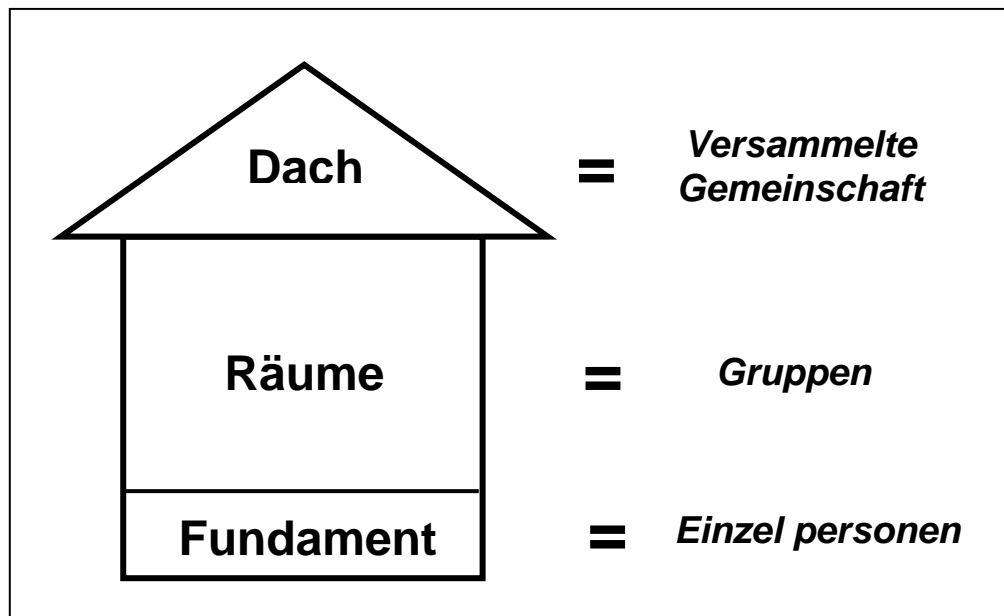 Dach = Versammelte
Gemeinschaft
Räume = Gruppen
Fundament = Einzel personen